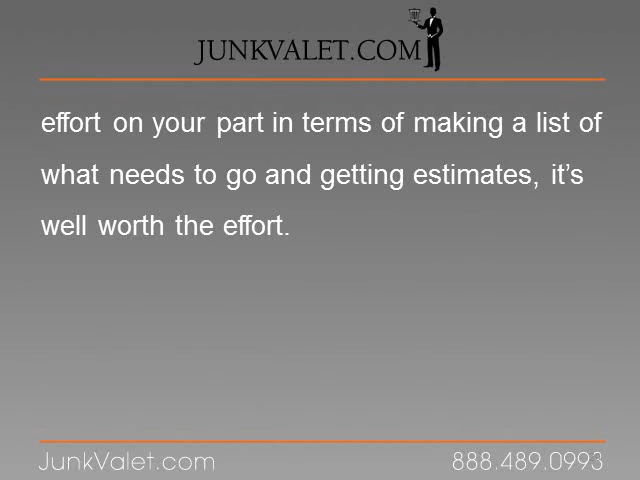 JUNKVALET.COM
effort on your part in terms of making a list of
what needs to go and getting estimates, it’s
well worth the effort.
JunkValet.com 888.489.0993